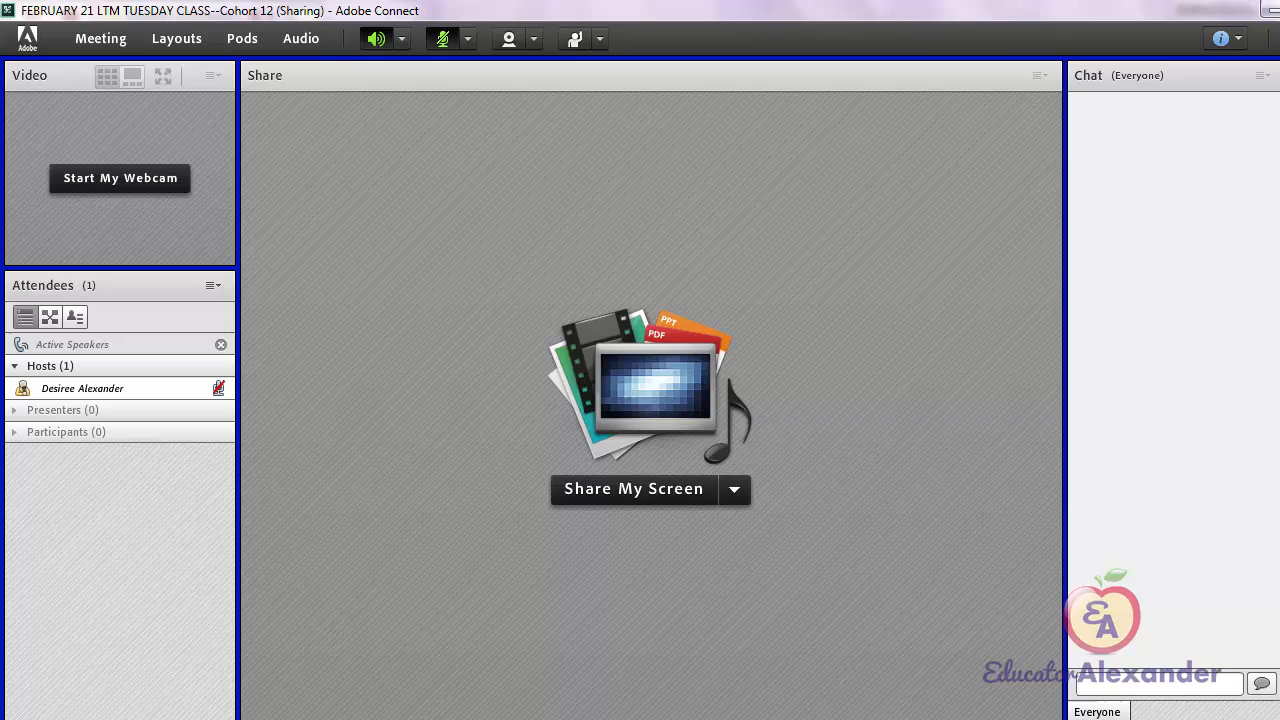 FEBRUARY 21 LTM TUESDAY CLASS--Cohort 12 (Sharing) - Adobe Connect
Adobe
Meeting
Layouts
Pods
Audio
Video
Share
Chat (Everyone)
Start My Webcam
Attendees (1)
Active Speakers
Hosts (1)
Desiree Alexander
Presenters (0)
Participants (0)
PPT
PDF
Share My Screen
EA
EducatorAlexander
Everyone